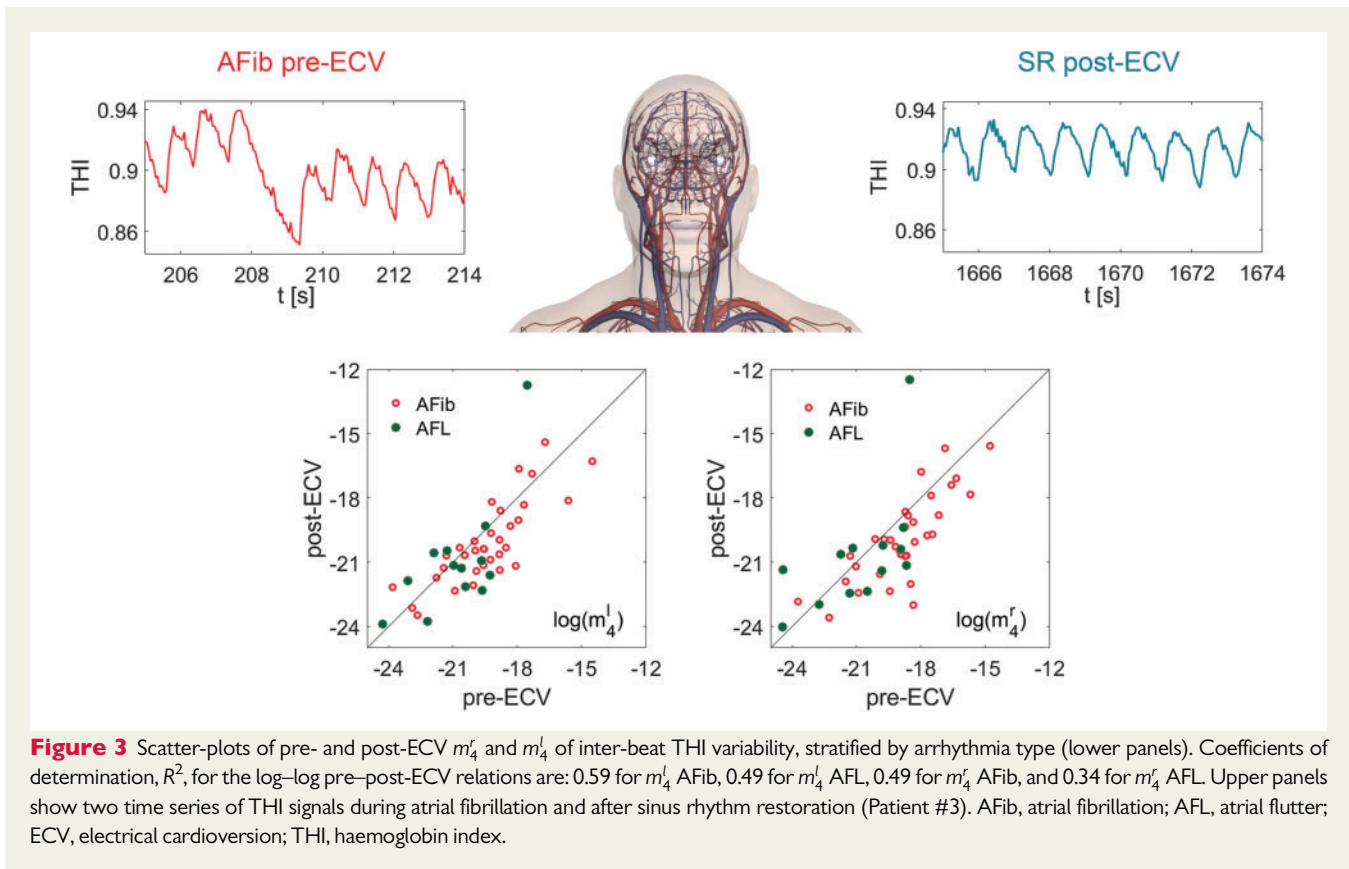 AFib pre-ECV
SR post-ECV
0.94
0.9
0.86
THI
206 208 210 212 214
t [s]
0.94
0.9
0.86
THI
1666 1668 1670 1672 1674
t [s]
-12
-15
-18
-21
-24
post-ECV
AFib
AFL
log(m₄ˡ)
-24 -21 -18 -15 -12
pre-ECV
-12
-15
-18
-21
-24
post-ECV
AFib
AFL
log(m₄ʳ)
-24 -21 -18 -15 -12
pre-ECV
Figure 3 Scatter-plots of pre- and post-ECV m₄ʳ and m₄ˡ of inter-beat THI variability, stratified by arrhythmia type (lower panels). Coefficients of
determination, R², for the log–log pre–post-ECV relations are: 0.59 for m₄ˡ AFib, 0.49 for m₄ˡ AFL, 0.49 for m₄ʳ AFib, and 0.34 for m₄ʳ AFL. Upper panels
show two time series of THI signals during atrial fibrillation and after sinus rhythm restoration (Patient #3). AFib, atrial fibrillation; AFL, atrial flutter;
ECV, electrical cardioversion; THI, haemoglobin index.